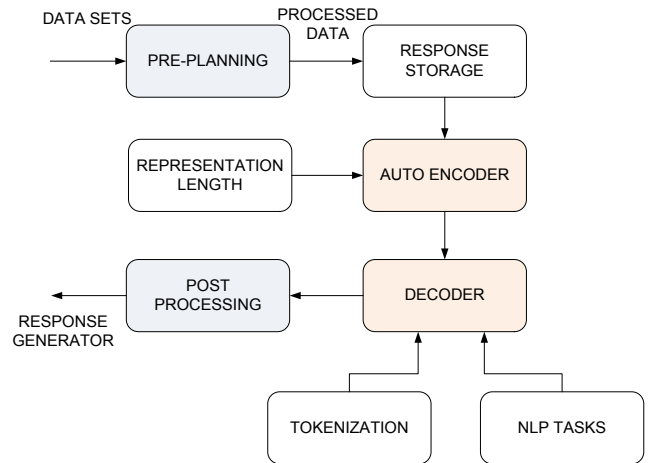 DATA SETS
PROCESSED
DATA
PRE-PLANNING
RESPONSE
STORAGE
REPRESENTATION
LENGTH
AUTO ENCODER
POST
PROCESSING
DECODER
RESPONSE
GENERATOR
TOKENIZATION
NLP TASKS